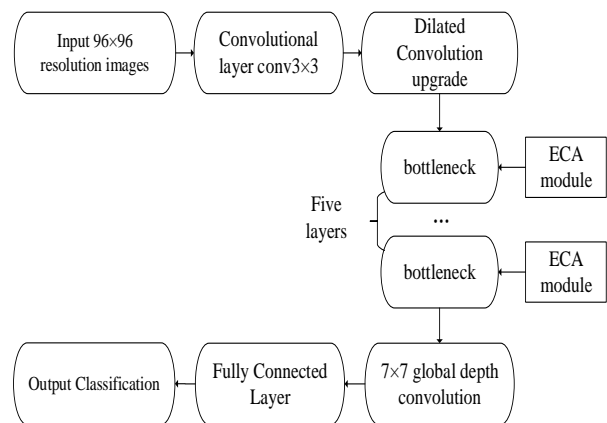 Input 96×96
resolution images
Convolutional
layer conv3×3
Dilated
Convolution
upgrade
bottleneck
ECA
module
Five
layers
...
bottleneck
ECA
module
7×7 global depth
convolution
Fully Connected
Layer
Output Classification